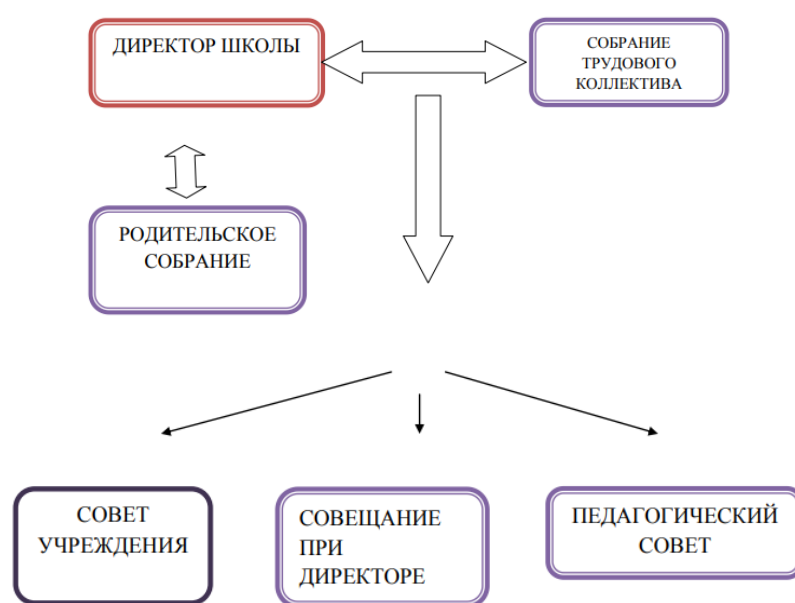 ДИРЕКТОР ШКОЛЫ
СОБРАНИЕ
ТРУДОВОГО
КОЛЛЕКТИВА
РОДИТЕЛЬСКОЕ
СОБРАНИЕ
СОВЕТ
УЧРЕЖДЕНИЯ
СОВЕЩАНИЕ
ПРИ
ДИРЕКТОРЕ
ПЕДАГОГИЧЕСКИЙ
СОВЕТ